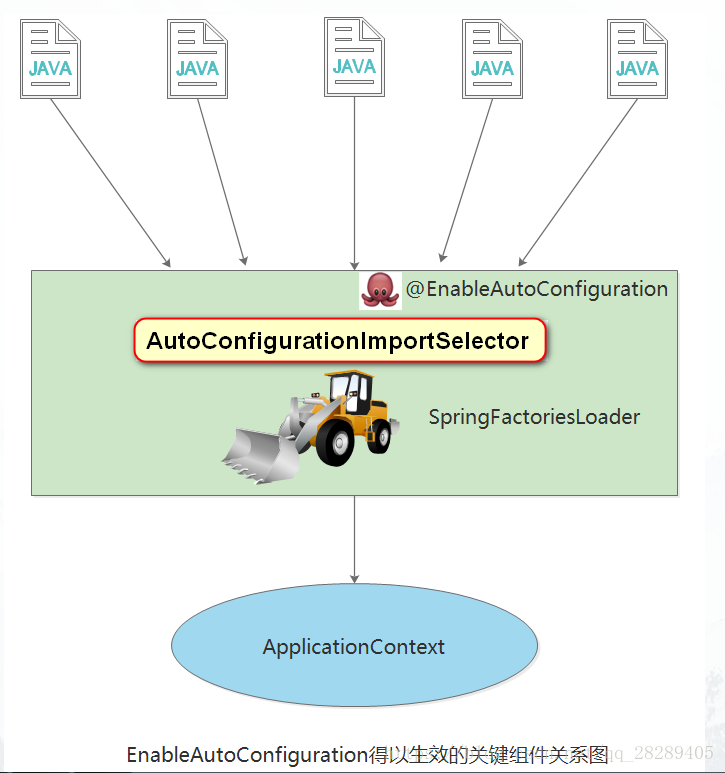 JAVA JAVA JAVA JAVA JAVA
@EnableAutoConfiguration
AutoConfigurationImportSelector
SpringFactoriesLoader
ApplicationContext
EnableAutoConfiguration得以生效的关键组件关系图
qq_28289405